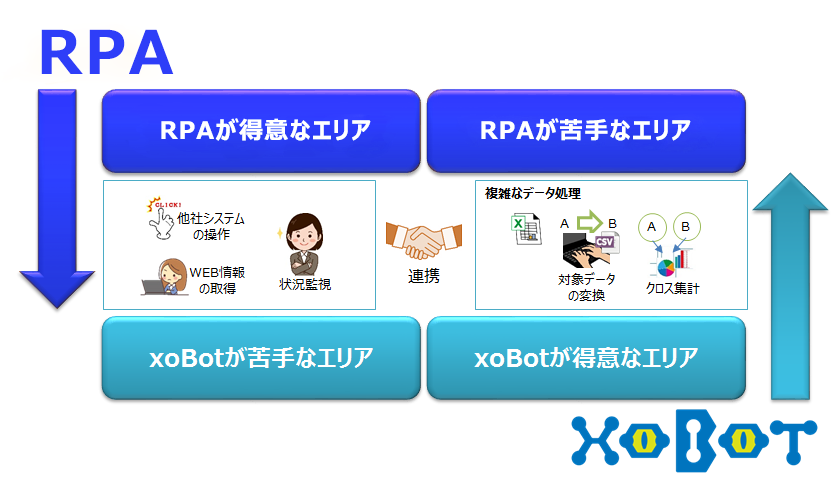 RPA
RPAが得意なエリア
RPAが苦手なエリア
CLICK!
他社システム
の操作
WEB情報
の取得
状況監視
連携
複雑なデータ処理
X
A
B
CSV
対象データ
の変換
A
B
クロス集計
xoBotが苦手なエリア
xoBotが得意なエリア
XoBoT